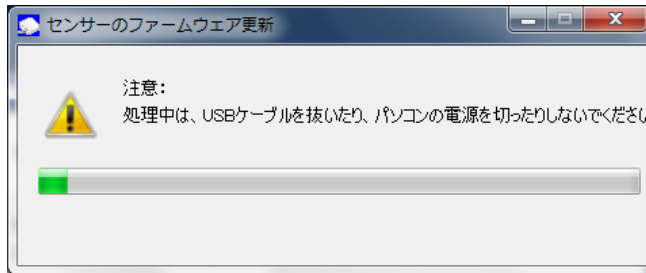 センサーのファームウェア更新
注意：
処理中は、USBケーブルを抜いたり、パソコンの電源を切ったりしないでくださ